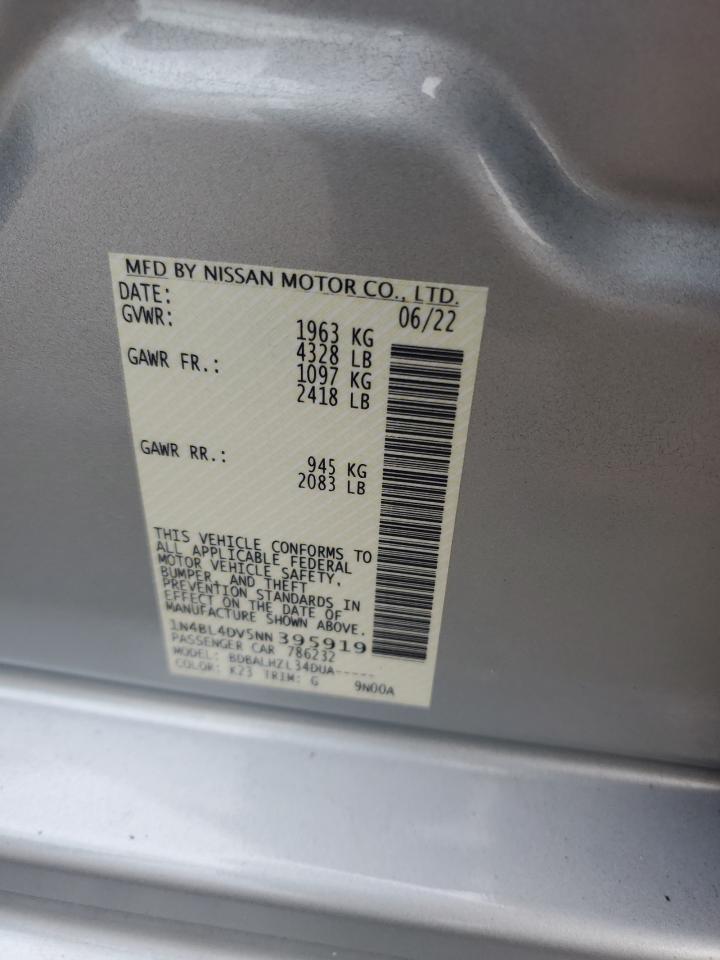 MFD BY NISSAN MOTOR CO., LTD.
DATE: 06/22
GVWR: 1963 KG
4328 LB
GAWR FR.: 1097 KG
2418 LB
GAWR RR.: 945 KG
2083 LB
THIS VEHICLE CONFORMS TO
ALL APPLICABLE FEDERAL
MOTOR VEHICLE SAFETY,
BUMPER, AND THEFT
PREVENTION STANDARDS IN
EFFECT ON THE DATE OF
MANUFACTURE SHOWN ABOVE.
1N4BL4DV5NN 395919
PASSENGER CAR 786232
MODEL: BDBALHZL34DUA-----
COLOR: K23 TRIM: G 9N00A